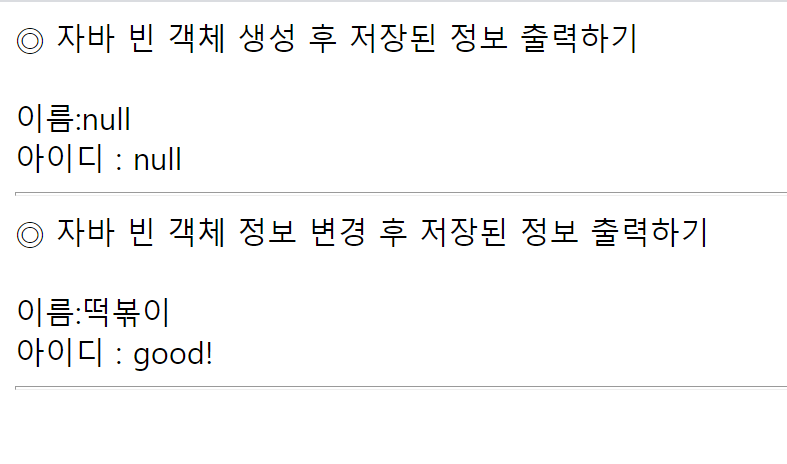 ◎ 자바 빈 객체 생성 후 저장된 정보 출력하기
이름:null
아이디 : null
◎ 자바 빈 객체 정보 변경 후 저장된 정보 출력하기
이름:떡볶이
아이디 : good!